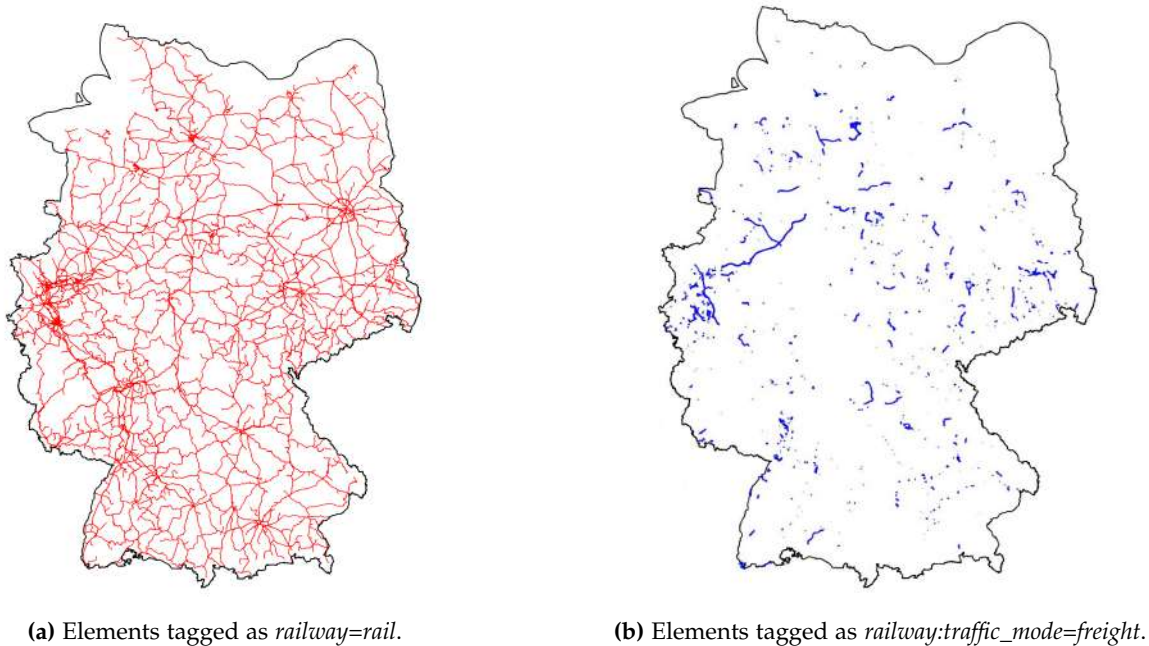 (a) Elements tagged as railway=rail.
(b) Elements tagged as railway:traffic_mode=freight.